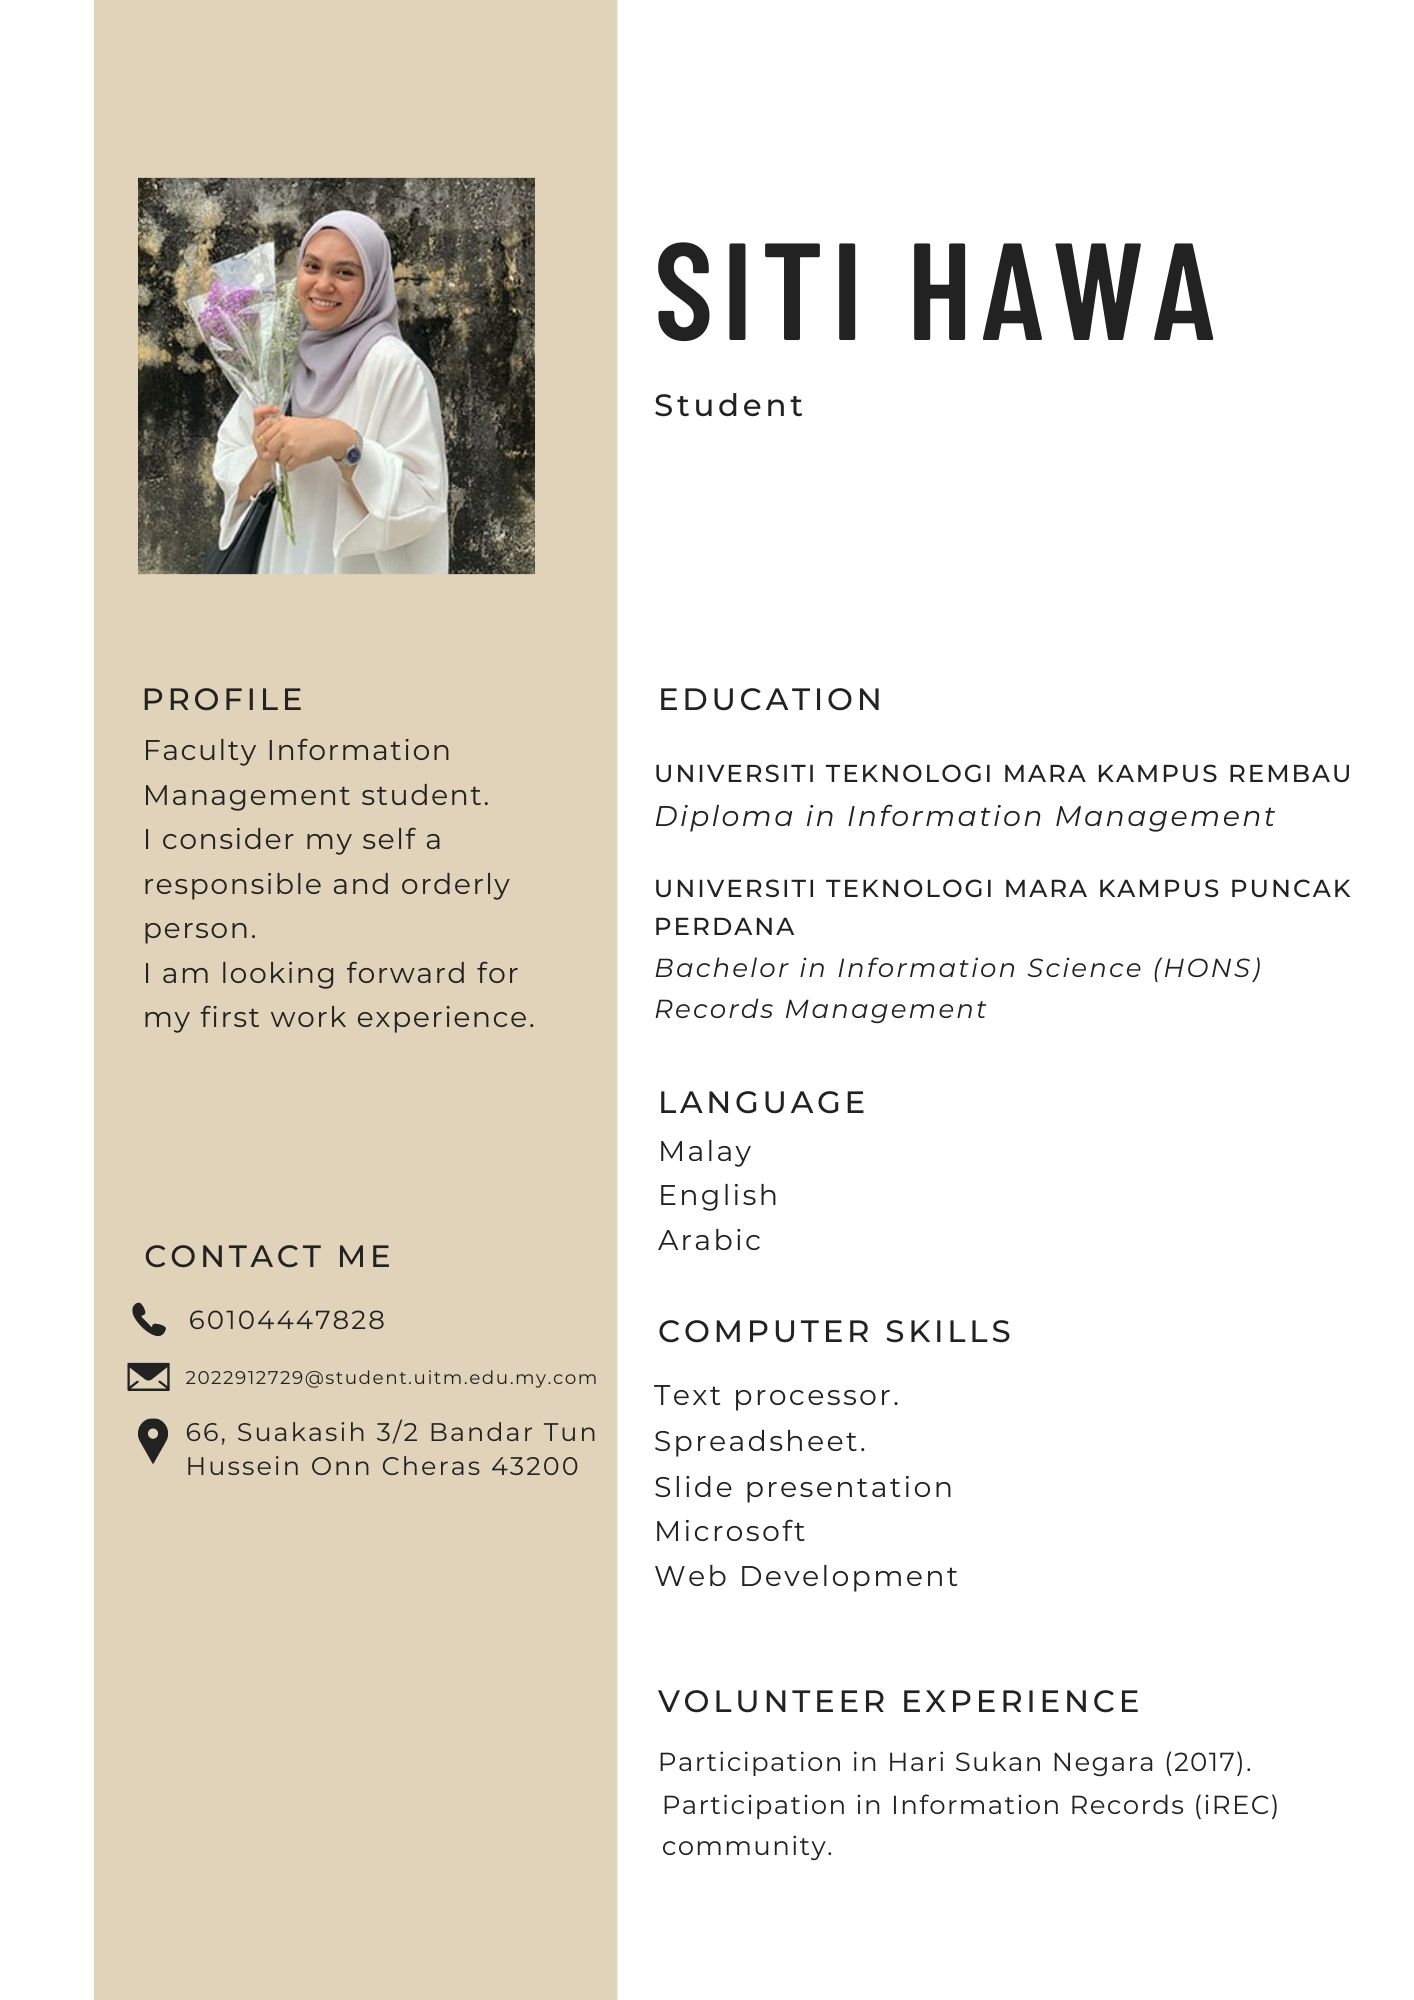 SITI HAWA
Student
PROFILE
Faculty Information
Management student.
I consider my self a
responsible and orderly
person.
I am looking forward for
my first work experience.
CONTACT ME
60104447828
2022912729@student.uitm.edu.my.com
66, Suakasih 3/2 Bandar Tun
Hussein Onn Cheras 43200
EDUCATION
UNIVERSITI TEKNOLOGI MARA KAMPUS REMBAU
Diploma in Information Management
UNIVERSITI TEKNOLOGI MARA KAMPUS PUNCAK
PERDANA
Bachelor in Information Science (HONS)
Records Management
LANGUAGE
Malay
English
Arabic
COMPUTER SKILLS
Text processor.
Spreadsheet.
Slide presentation
Microsoft
Web Development
VOLUNTEER EXPERIENCE
Participation in Hari Sukan Negara (2017).
Participation in Information Records (iREC)
community.